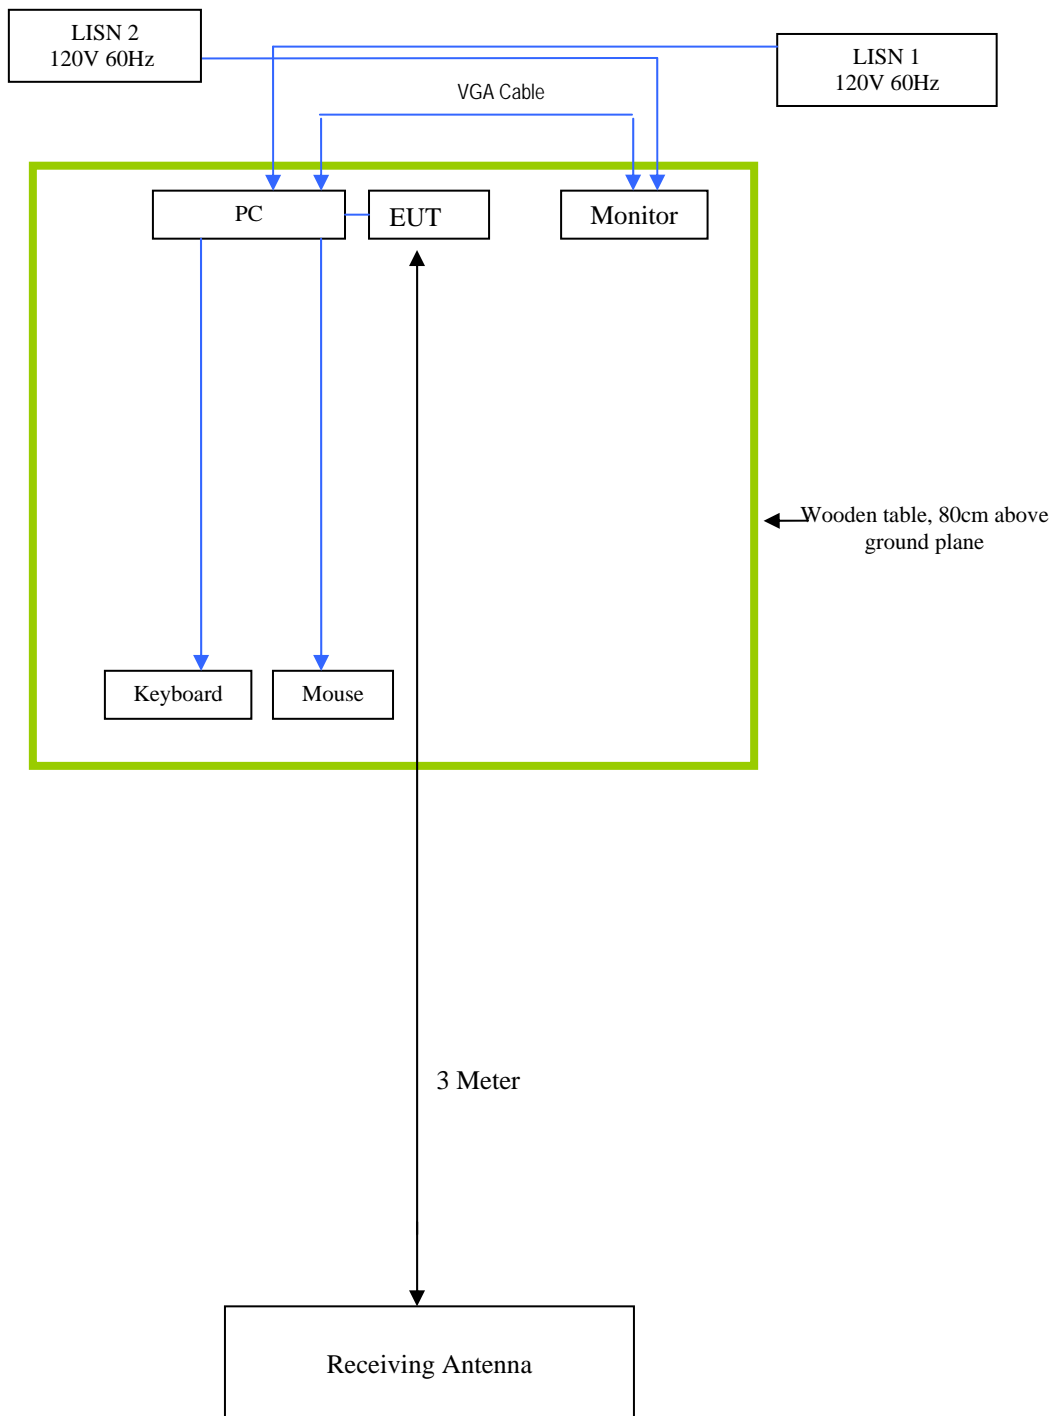 LISN 2
120V 60Hz
LISN 1
120V 60Hz
VGA Cable
PC
EUT
Monitor
Wooden table, 80cm above
ground plane
Keyboard
Mouse
3 Meter
Receiving Antenna